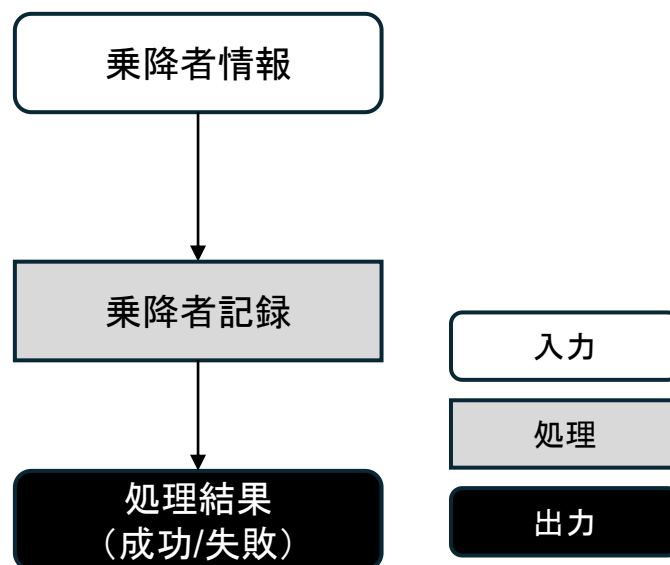 乗降者情報
乗降者記録
処理結果
（成功/失敗）
入力
処理
出力